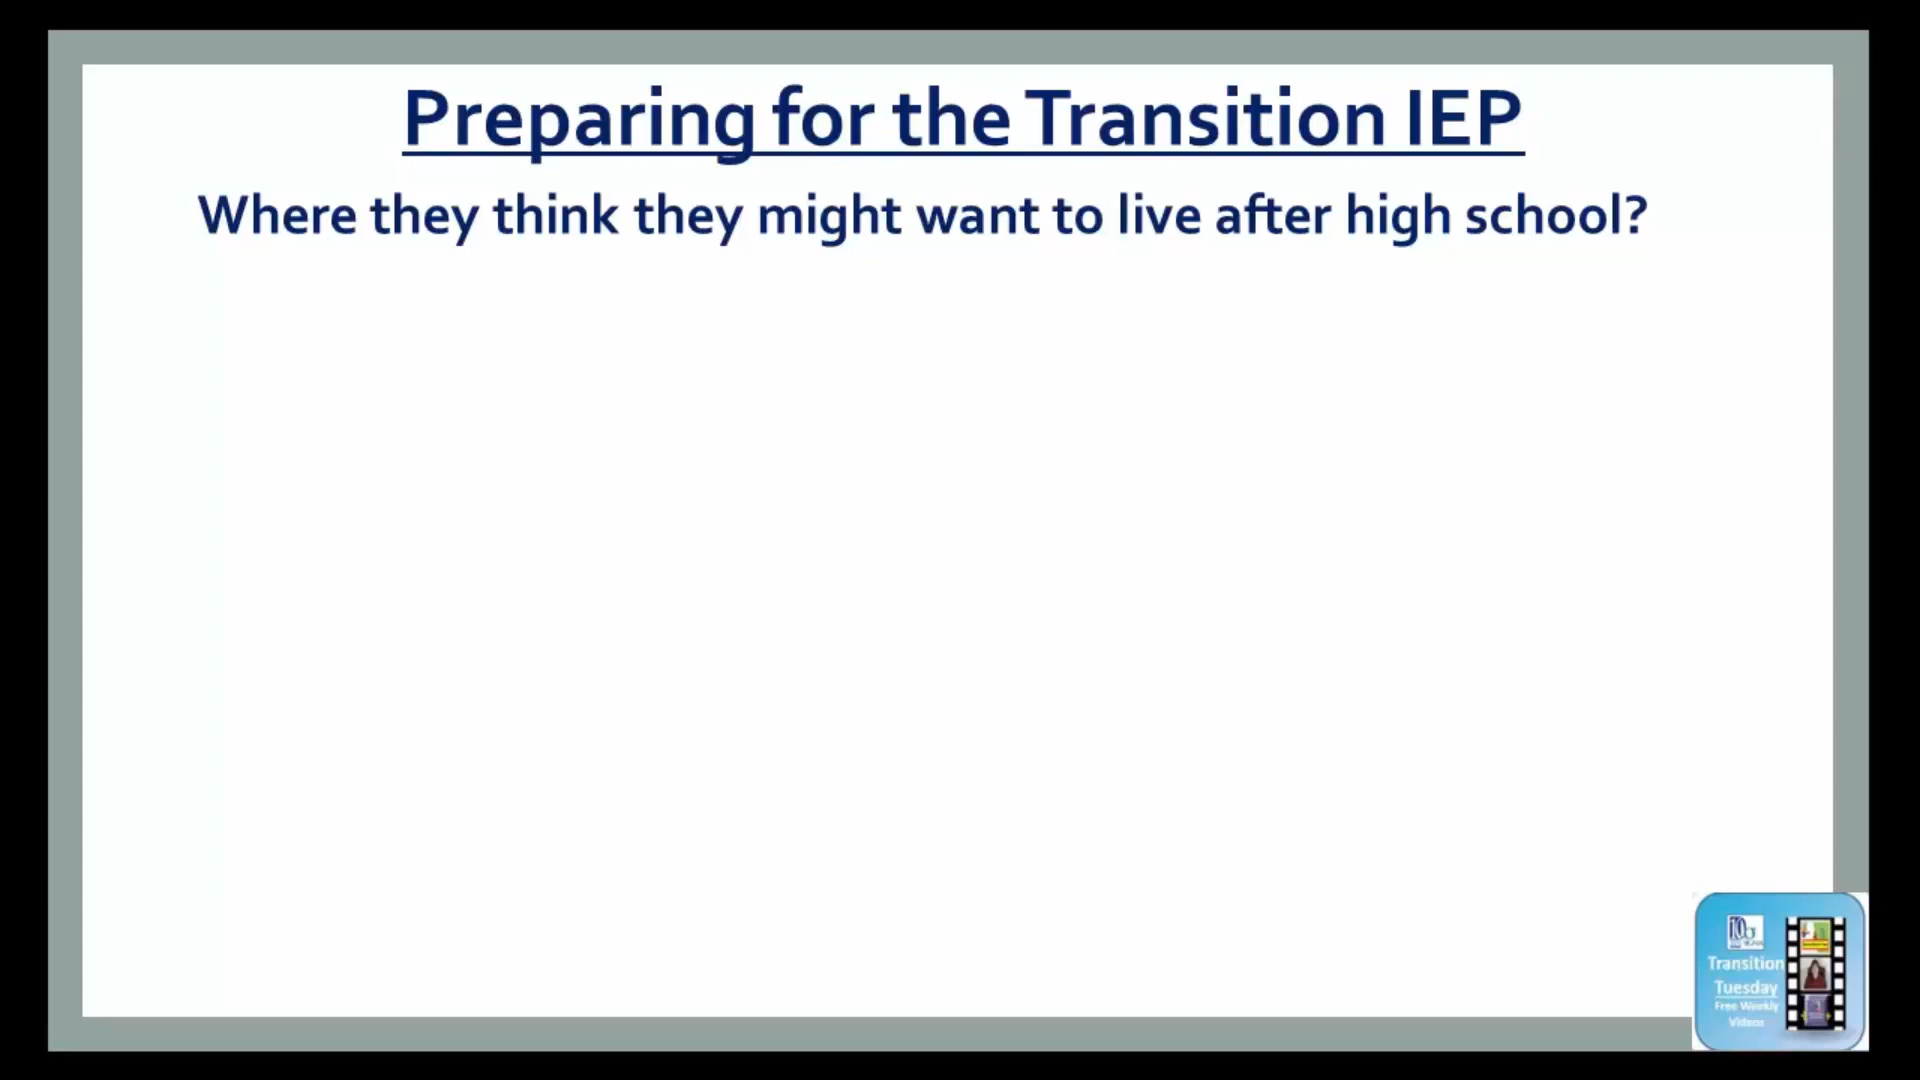 Preparing for the Transition IEP
Where they think they might want to live after high school?
Transition
Tuesday
Free Weekly
Videos